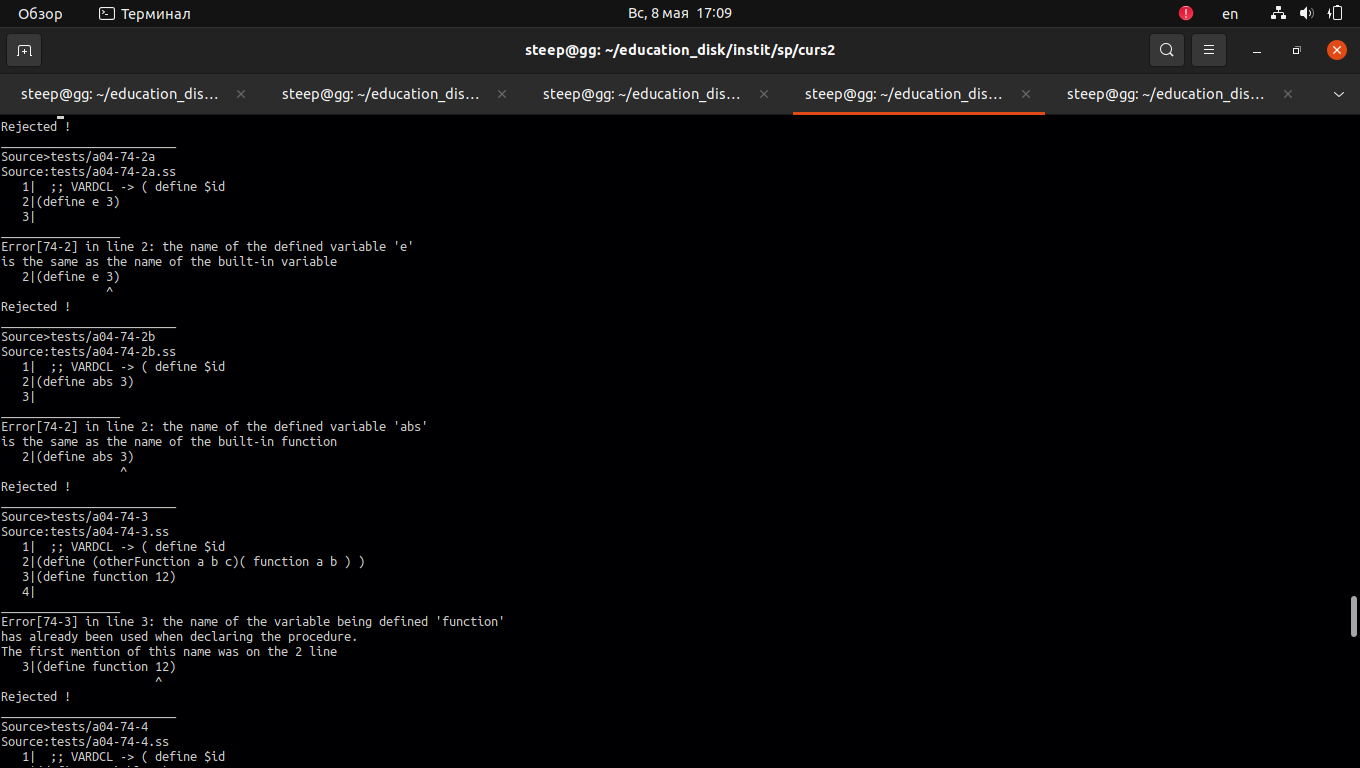 Обзор Терминал Вс, 8 мая 17:09 en
steep@gg: ~/education_disk/instit/sp/curs2
steep@gg: ~/education_dis… steep@gg: ~/education_dis… steep@gg: ~/education_dis… steep@gg: ~/education_dis… steep@gg: ~/education_dis…
Rejected !
_________________________
Source>tests/a04-74-2a
Source:tests/a04-74-2a.ss
   1|  ;; VARDCL -> ( define $id
   2|(define e 3)
   3|
_________________
Error[74-2] in line 2: the name of the defined variable 'e'
is the same as the name of the built-in variable
   2|(define e 3)
               ^
Rejected !
_________________________
Source>tests/a04-74-2b
Source:tests/a04-74-2b.ss
   1|  ;; VARDCL -> ( define $id
   2|(define abs 3)
   3|
_________________
Error[74-2] in line 2: the name of the defined variable 'abs'
is the same as the name of the built-in function
   2|(define abs 3)
                 ^
Rejected !
_________________________
Source>tests/a04-74-3
Source:tests/a04-74-3.ss
   1|  ;; VARDCL -> ( define $id
   2|(define (otherFunction a b c)( function a b ) )
   3|(define function 12)
   4|
_________________
Error[74-3] in line 3: the name of the variable being defined 'function'
has already been used when declaring the procedure.
The first mention of this name was on the 2 line
   3|(define function 12)
                      ^
Rejected !
_________________________
Source>tests/a04-74-4
Source:tests/a04-74-4.ss
   1|  ;; VARDCL -> ( define $id